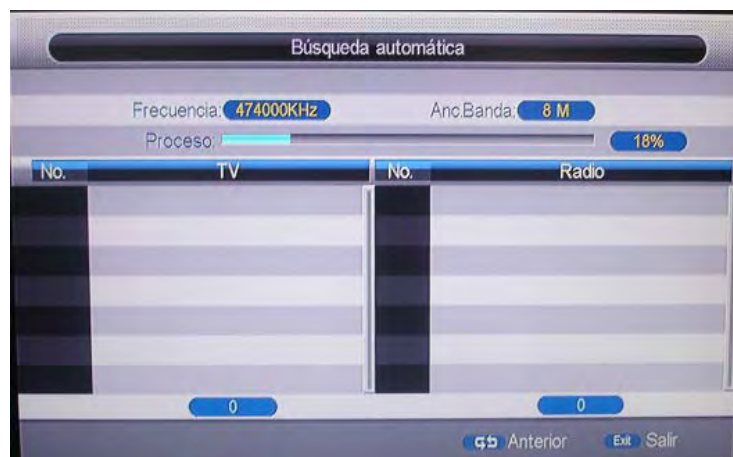 Búsqueda automática
Frecuencia: 474000KHz Anc.Banda: 8 M
Proceso: 18%
No. TV No. Radio
0 0
Anterior Exit Salir